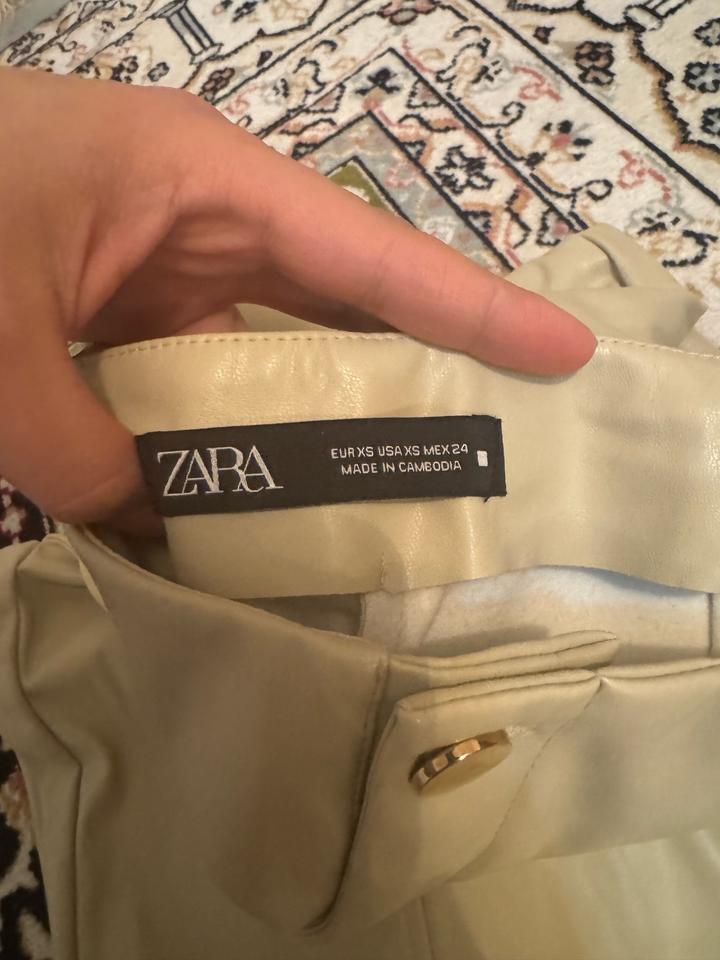 ZARA
EUR XS USA XS MEX 24
MADE IN CAMBODIA